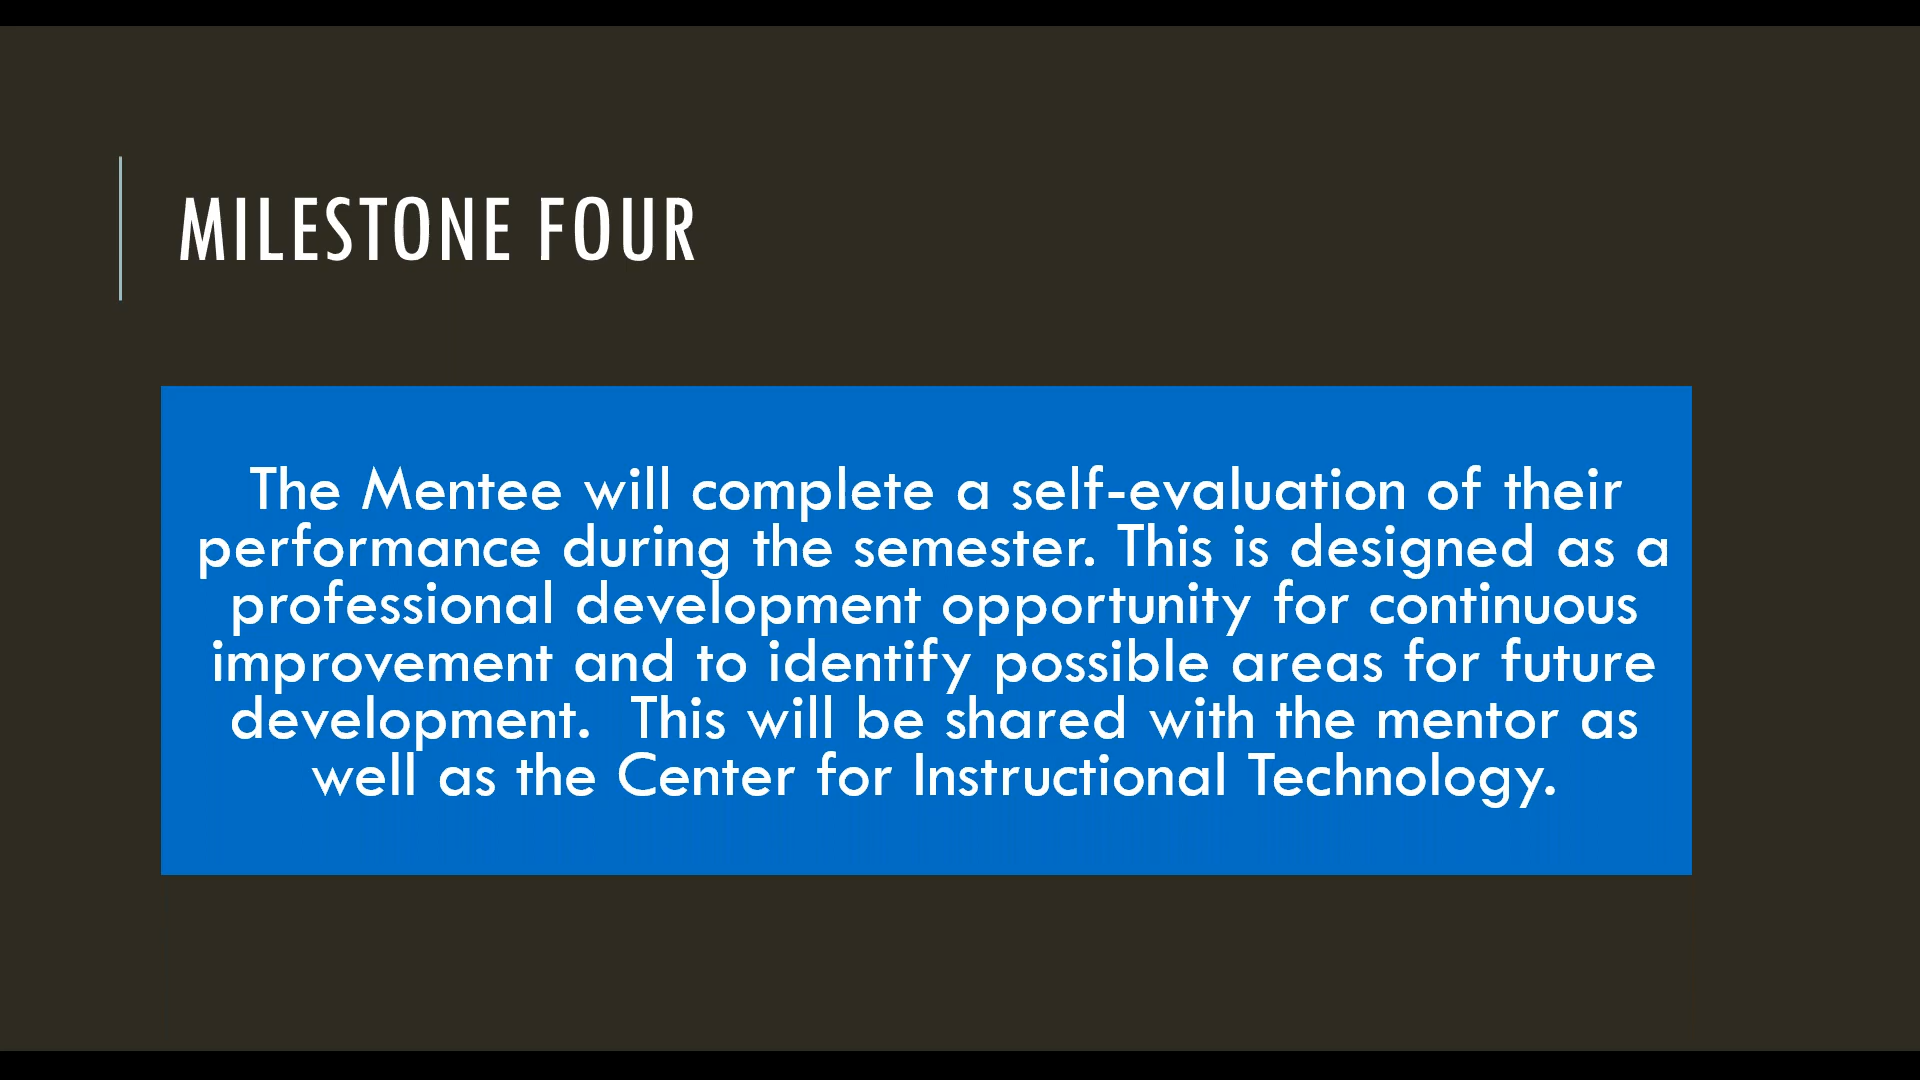 MILESTONE FOUR
The Mentee will complete a self-evaluation of their
performance during the semester. This is designed as a
professional development opportunity for continuous
improvement and to identify possible areas for future
development.  This will be shared with the mentor as
well as the Center for Instructional Technology.